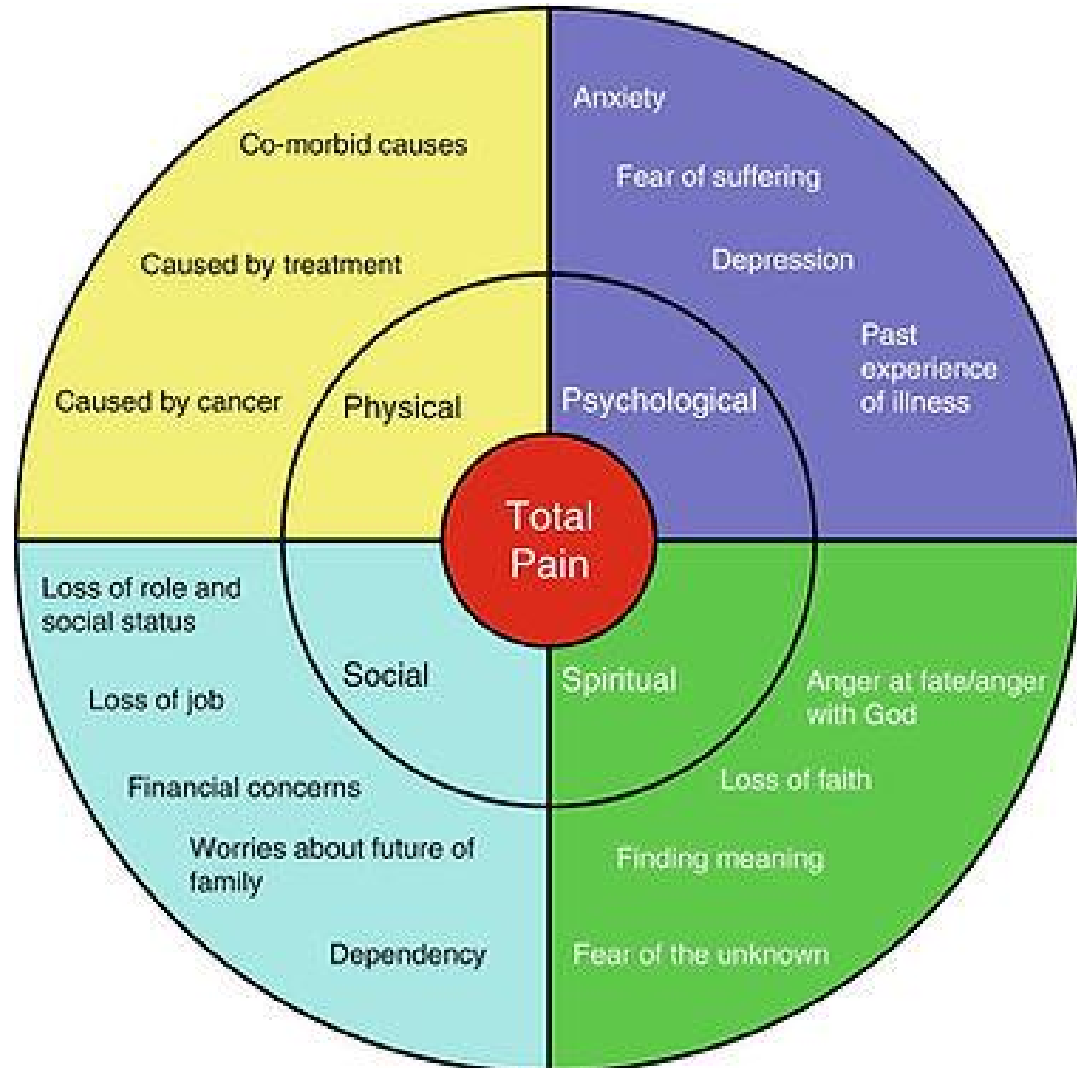 Co-morbid causes
Caused by treatment
Caused by cancer
Physical
Anxiety
Fear of suffering
Depression
Past
experience
of illness
Psychological
Total
Pain
Loss of role and
social status
Social
Loss of job
Financial concerns
Worries about future of
family
Dependency
Spiritual
Anger at fate/anger
with God
Loss of faith
Finding meaning
Fear of the unknown